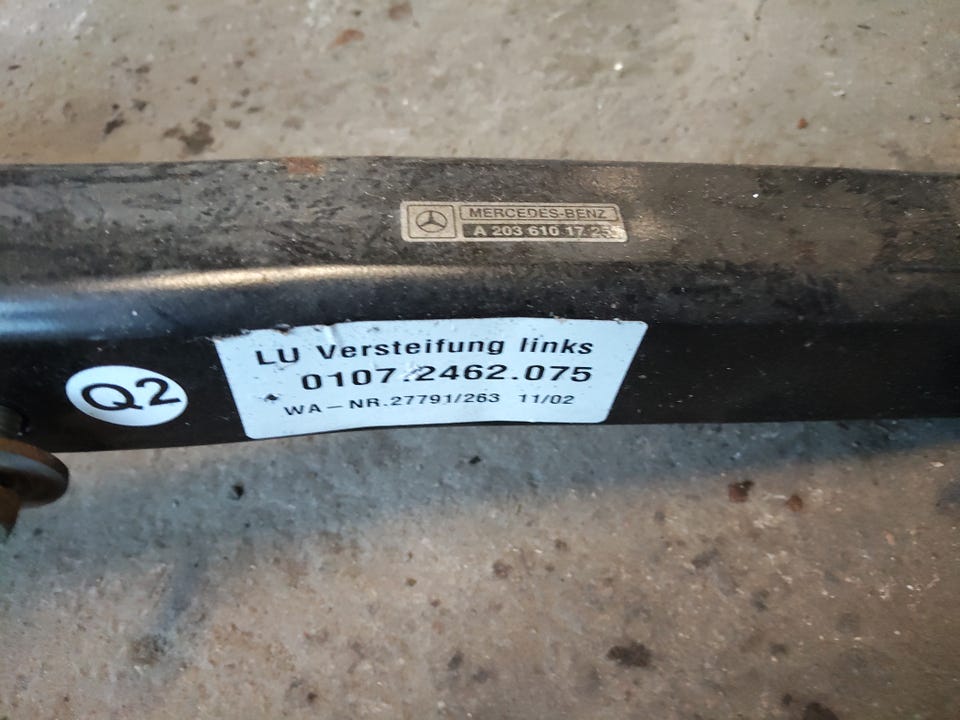 MERCEDES-BENZ
A 203 610 17 25
Q2
LU Versteifung links
0107.2462.075
WA-NR.27791/263 11/02